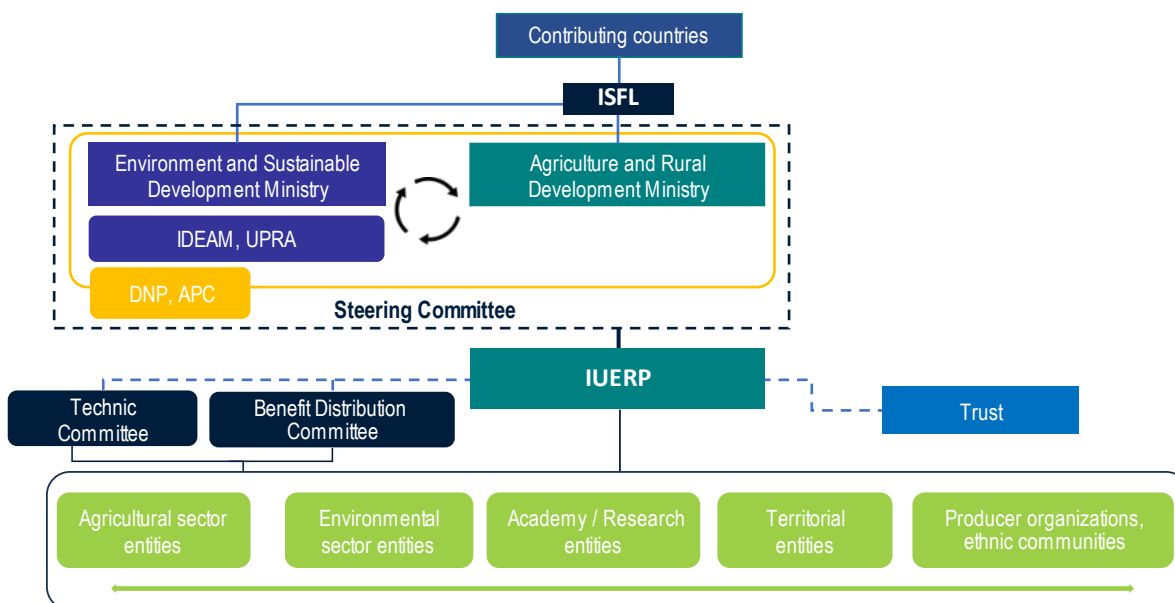 Contributing countries
ISFL
Environment and Sustainable
Development Ministry
Agriculture and Rural
Development Ministry
IDEAM, UPRA
DNP, APC
Steering Committee
IUERP
Technic
Committee
Benefit Distribution
Committee
Trust
Agricultural sector
entities
Environmental
sector entities
Academy / Research
entities
Territorial
entities
Producer organizations,
ethnic communities